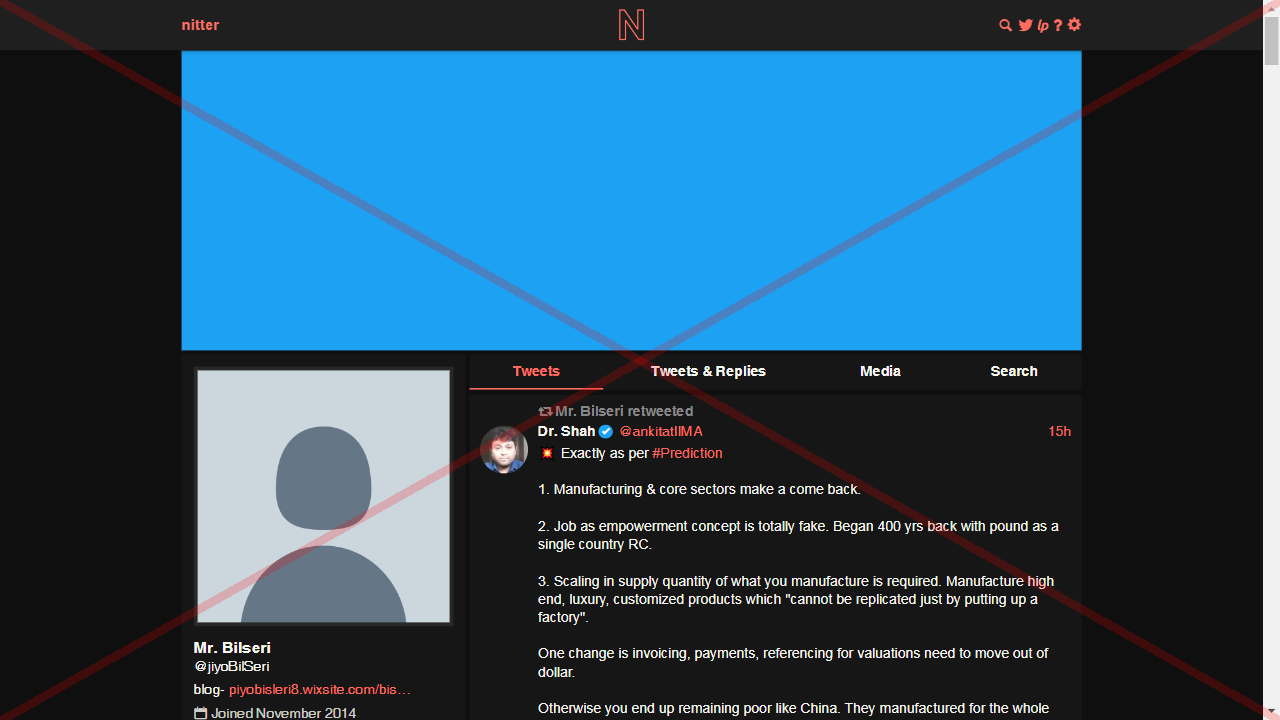 nitter
N
lp ?
Tweets
Tweets & Replies
Media
Search
Mr. Bilseri retweeted
Dr. Shah @ankitatIIMA 15h
💥 Exactly as per #Prediction
1. Manufacturing & core sectors make a come back.
2. Job as empowerment concept is totally fake. Began 400 yrs back with pound as a
single country RC.
3. Scaling in supply quantity of what you manufacture is required. Manufacture high
end, luxury, customized products which "cannot be replicated just by putting up a
factory".
One change is invoicing, payments, referencing for valuations need to move out of
dollar.
Otherwise you end up remaining poor like China. They manufactured for the whole
Mr. Bilseri
@jiyoBilSeri
blog- piyobisleri8.wixsite.com/bis…
Joined November 2014